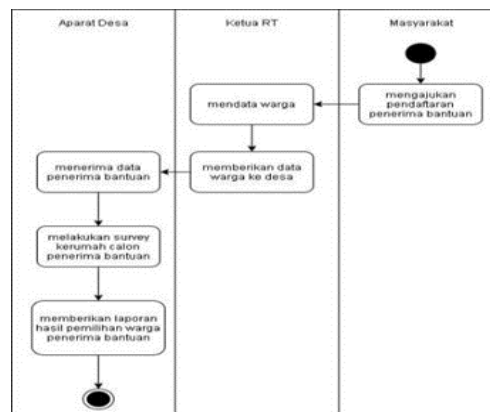 Aparat Desa
Ketua RT
Masyarakat
mengajukan
pendaftaran
penerima bantuan
mendata warga
memberikan data
warga ke desa
menerima data
penerima bantuan
melakukan survey
kerumah calon
penerima bantuan
memberikan laporan
hasil pemilihan warga
penerima bantuan